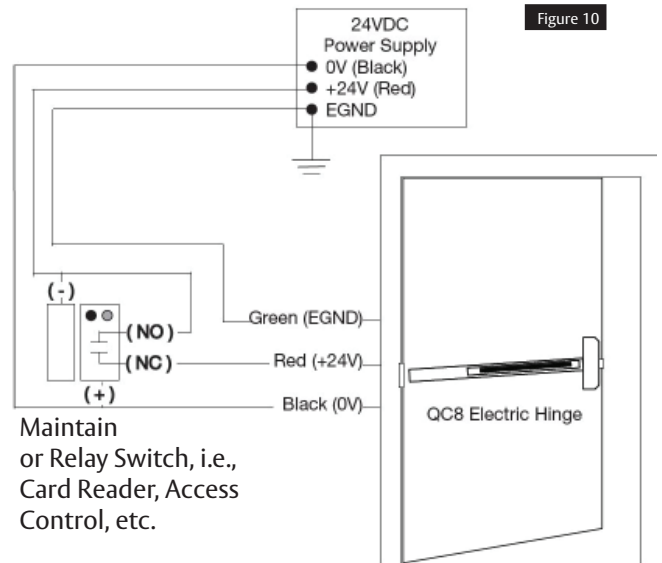 Figure 10
24VDC
Power Supply
0V (Black)
+24V (Red)
EGND
(-)
(NO)
(NC)
(+)
Green (EGND)
Red (+24V)
Black (0V)
QC8 Electric Hinge
Maintain
or Relay Switch, i.e.,
Card Reader, Access
Control, etc.